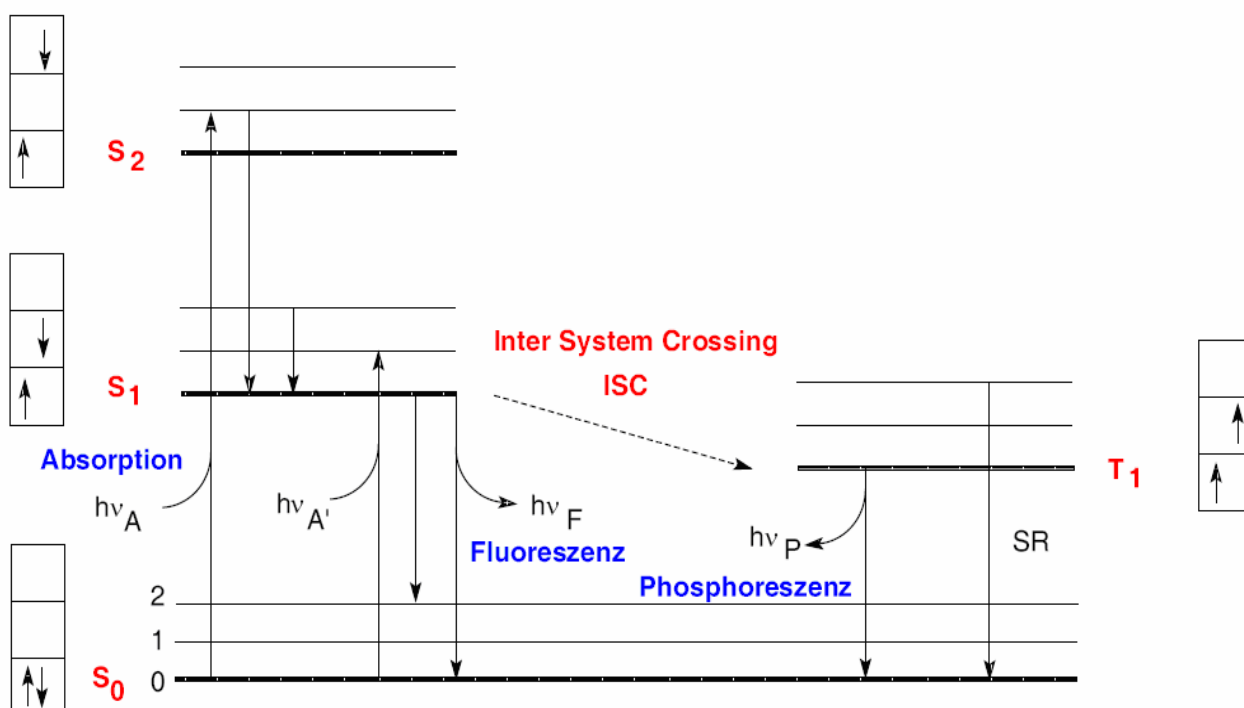 S2
Inter System Crossing
ISC
S1
T1
Absorption
hνA
hνA'
hνF
hνP
SR
Fluoreszenz
Phosphoreszenz
2
1
S0
0